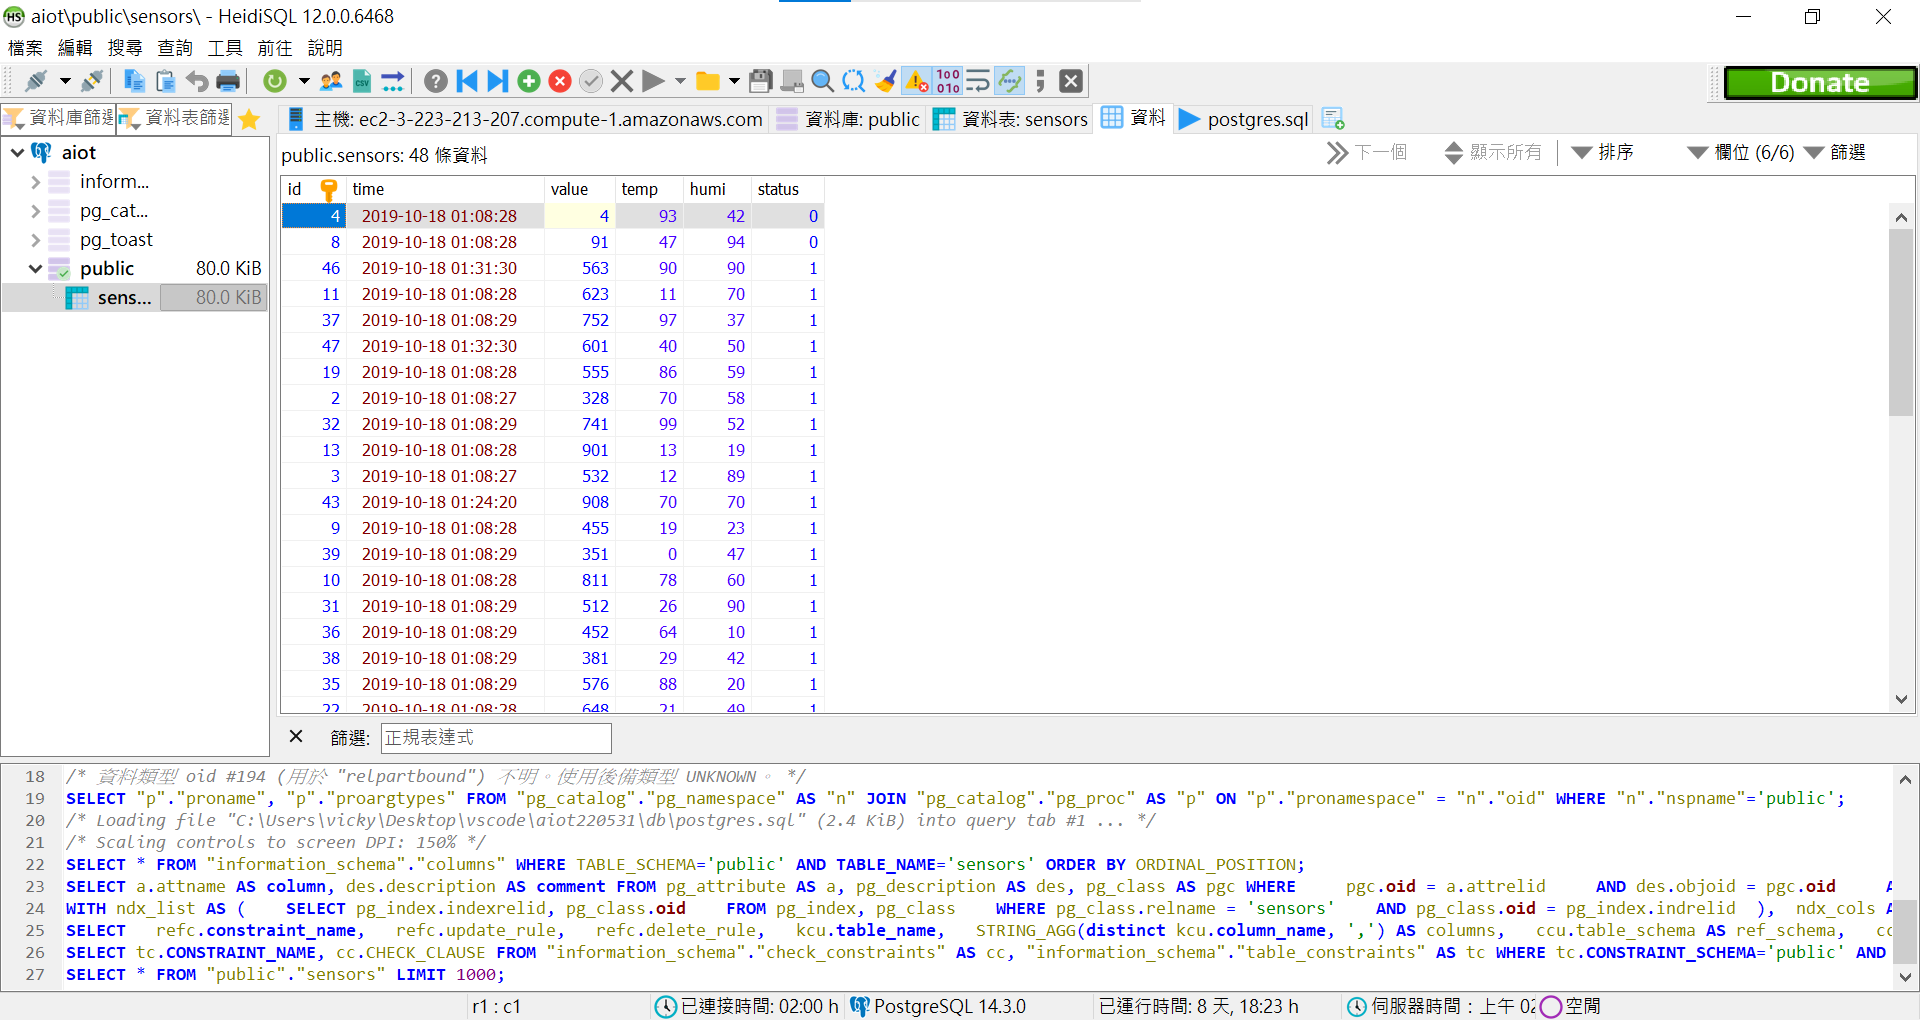 aiot\public\sensors\ - HeidiSQL 12.0.0.6468
檔案 編輯 搜尋 查詢 工具 前往 說明
Donate
資料庫篩選 資料表篩選 主機: ec2-3-223-213-207.compute-1.amazonaws.com 資料庫: public 資料表: sensors 資料 postgres.sql
aiot
inform...
pg_cat...
pg_toast
public 80.0 KiB
sens... 80.0 KiB
public.sensors: 48 條資料 下一個 顯示所有 排序 欄位 (6/6) 篩選
id time value temp humi status
4 2019-10-18 01:08:28 4 93 42 0
8 2019-10-18 01:08:28 91 47 94 0
46 2019-10-18 01:31:30 563 90 90 1
11 2019-10-18 01:08:28 623 11 70 1
37 2019-10-18 01:08:29 752 97 37 1
47 2019-10-18 01:32:30 601 40 50 1
19 2019-10-18 01:08:28 555 86 59 1
2 2019-10-18 01:08:27 328 70 58 1
32 2019-10-18 01:08:29 741 99 52 1
13 2019-10-18 01:08:28 901 13 19 1
3 2019-10-18 01:08:27 532 12 89 1
43 2019-10-18 01:24:20 908 70 70 1
9 2019-10-18 01:08:28 455 19 23 1
39 2019-10-18 01:08:29 351 0 47 1
10 2019-10-18 01:08:28 811 78 60 1
31 2019-10-18 01:08:29 512 26 90 1
36 2019-10-18 01:08:29 452 64 10 1
38 2019-10-18 01:08:29 381 29 42 1
35 2019-10-18 01:08:29 576 88 20 1
22 2019-10-18 01:08:28 648 21 49 1
篩選: 正規表達式
18 /* 資料類型 oid #194 (用於 "relpartbound") 不明。使用後備類型 UNKNOWN。 */
19 SELECT "p"."proname", "p"."proargtypes" FROM "pg_catalog"."pg_namespace" AS "n" JOIN "pg_catalog"."pg_proc" AS "p" ON "p"."pronamespace" = "n"."oid" WHERE "n"."nspname"='public';
20 /* Loading file "C:\Users\vicky\Desktop\vscode\aiot220531\db\postgres.sql" (2.4 KiB) into query tab #1 ... */
21 /* Scaling controls to screen DPI: 150% */
22 SELECT * FROM "information_schema"."columns" WHERE TABLE_SCHEMA='public' AND TABLE_NAME='sensors' ORDER BY ORDINAL_POSITION;
23 SELECT a.attname AS column, des.description AS comment FROM pg_attribute AS a, pg_description AS des, pg_class AS pgc WHERE pgc.oid = a.attrelid AND des.objoid = pgc.oid A
24 WITH ndx_list AS ( SELECT pg_index.indexrelid, pg_class.oid FROM pg_index, pg_class WHERE pg_class.relname = 'sensors' AND pg_class.oid = pg_index.indrelid ), ndx_cols A
25 SELECT refc.constraint_name, refc.update_rule, refc.delete_rule, kcu.table_name, STRING_AGG(distinct kcu.column_name, ',') AS columns, ccu.table_schema AS ref_schema, cc
26 SELECT tc.CONSTRAINT_NAME, cc.CHECK_CLAUSE FROM "information_schema"."check_constraints" AS cc, "information_schema"."table_constraints" AS tc WHERE tc.CONSTRAINT_SCHEMA='public' AND
27 SELECT * FROM "public"."sensors" LIMIT 1000;
r1 : c1 已連接時間: 02:00 h PostgreSQL 14.3.0 已運行時間: 8 天, 18:23 h 伺服器時間：上午 02 空閒